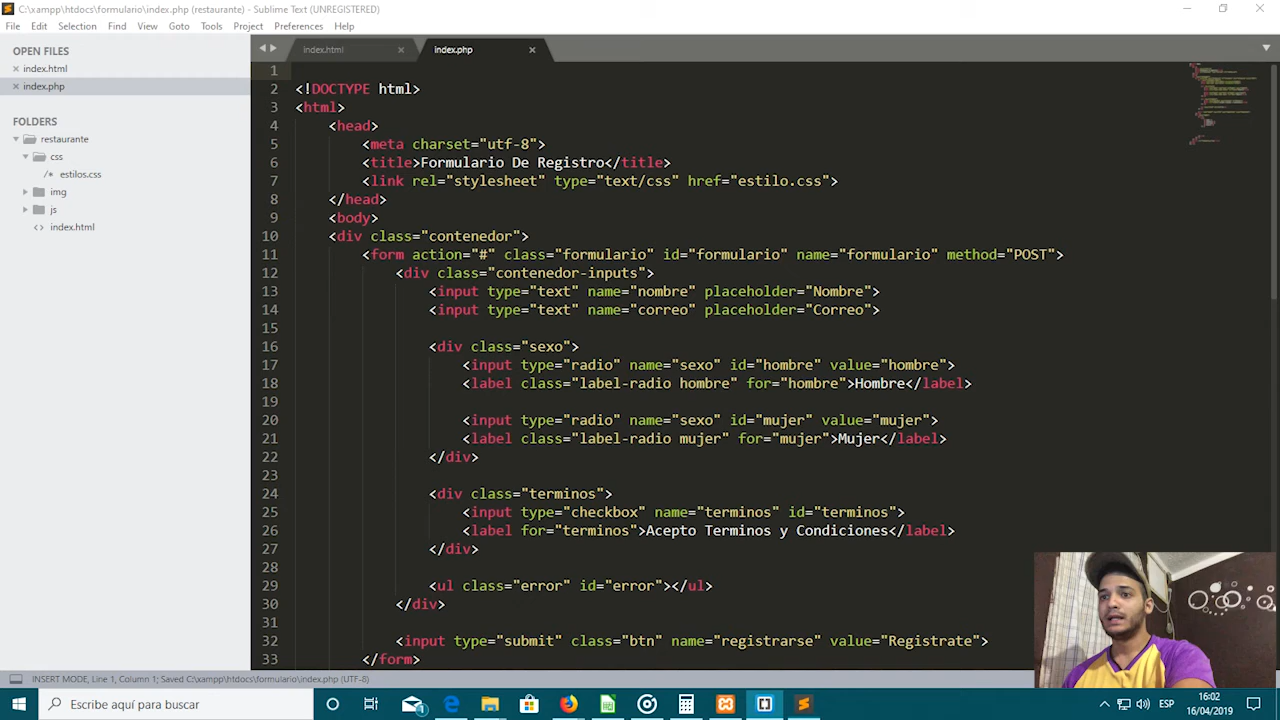 C:\xampp\htdocs\formulario\index.php (restaurante) - Sublime Text (UNREGISTERED)
File Edit Selection Find View Goto Tools Project Preferences Help
OPEN FILES
index.html
index.php
FOLDERS
restaurante
css
/* estilos.css
img
js
<> index.html
index.html
index.php
1
2 <!DOCTYPE html>
3 <html>
4 <head>
5 <meta charset="utf-8">
6 <title>Formulario De Registro</title>
7 <link rel="stylesheet" type="text/css" href="estilo.css">
8 </head>
9 <body>
10 <div class="contenedor">
11 <form action="#" class="formulario" id="formulario" name="formulario" method="POST">
12 <div class="contenedor-inputs">
13 <input type="text" name="nombre" placeholder="Nombre">
14 <input type="text" name="correo" placeholder="Correo">
15
16 <div class="sexo">
17 <input type="radio" name="sexo" id="hombre" value="hombre">
18 <label class="label-radio hombre" for="hombre">Hombre</label>
19
20 <input type="radio" name="sexo" id="mujer" value="mujer">
21 <label class="label-radio mujer" for="mujer">Mujer</label>
22 </div>
23
24 <div class="terminos">
25 <input type="checkbox" name="terminos" id="terminos">
26 <label for="terminos">Acepto Terminos y Condiciones</label>
27 </div>
28
29 <ul class="error" id="error"></ul>
30 </div>
31
32 <input type="submit" class="btn" name="registrarse" value="Registrate">
33 </form>
INSERT MODE, Line 1, Column 1; Saved C:\xampp\htdocs\formulario\index.php (UTF-8)
Escribe aquí para buscar
ESP
16:02
16/04/2019